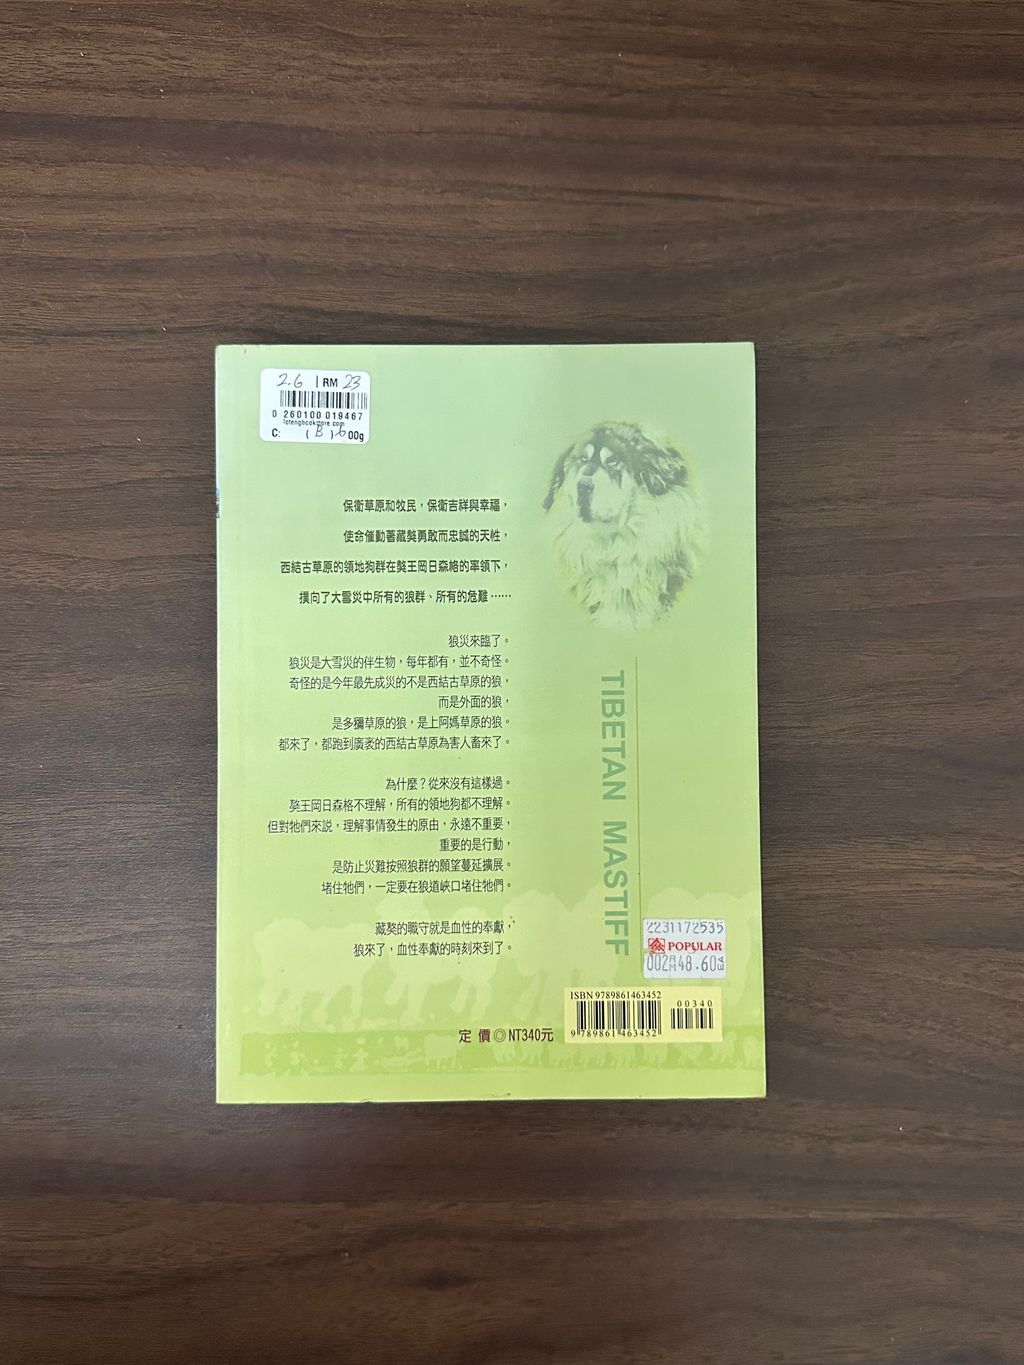 2.6 | RM 23
0 260100 019467
lotenghookstore.com
C: ( B ) 600g
保衛草原和牧民，保衛吉祥與幸福，
使命催動著藏獒勇敢而忠誠的天性，
西結古草原的領地狗群在獒王岡日森格的率領下，
撲向了大雪災中所有的狼群、所有的危難……
狼災來臨了。
狼災是大雪災的伴生物，每年都有，並不奇怪。
奇怪的是今年最先成災的不是西結古草原的狼，
而是外面的狼，
是多獼草原的狼，是上阿媽草原的狼。
都來了，都跑到廣袤的西結古草原為害人畜來了。
為什麼？從來沒有這樣過。
獒王岡日森格不理解，所有的領地狗都不理解。
但對牠們來説，理解事情發生的原由，永遠不重要，
重要的是行動，
是防止災難按照狼群的願望蔓延擴展。
堵住牠們，一定要在狼道峽口堵住牠們。
藏獒的職守就是血性的奉獻，
狼來了，血性奉獻的時刻來到了。
TIBETAN MASTIFF
2231172535
POPULAR
002RM48.60EA
ISBN 9789861463452
00340
9 789861 463452
定 價◎NT340元